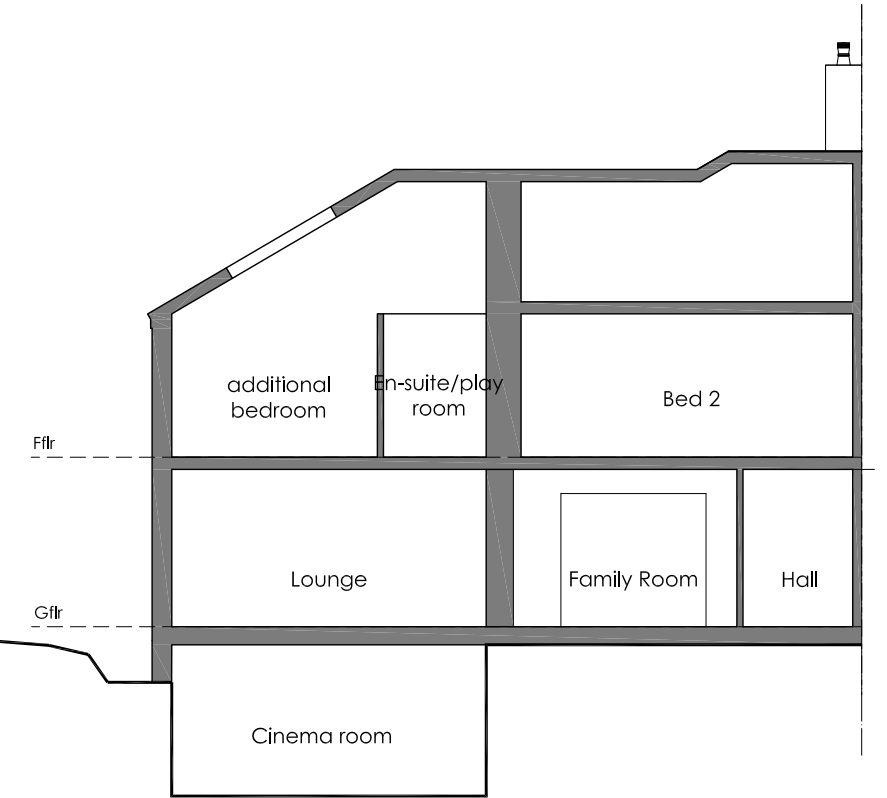 additional
bedroom
En-suite/play
room
Bed 2
Fflr
Lounge
Family Room
Hall
Gflr
Cinema room